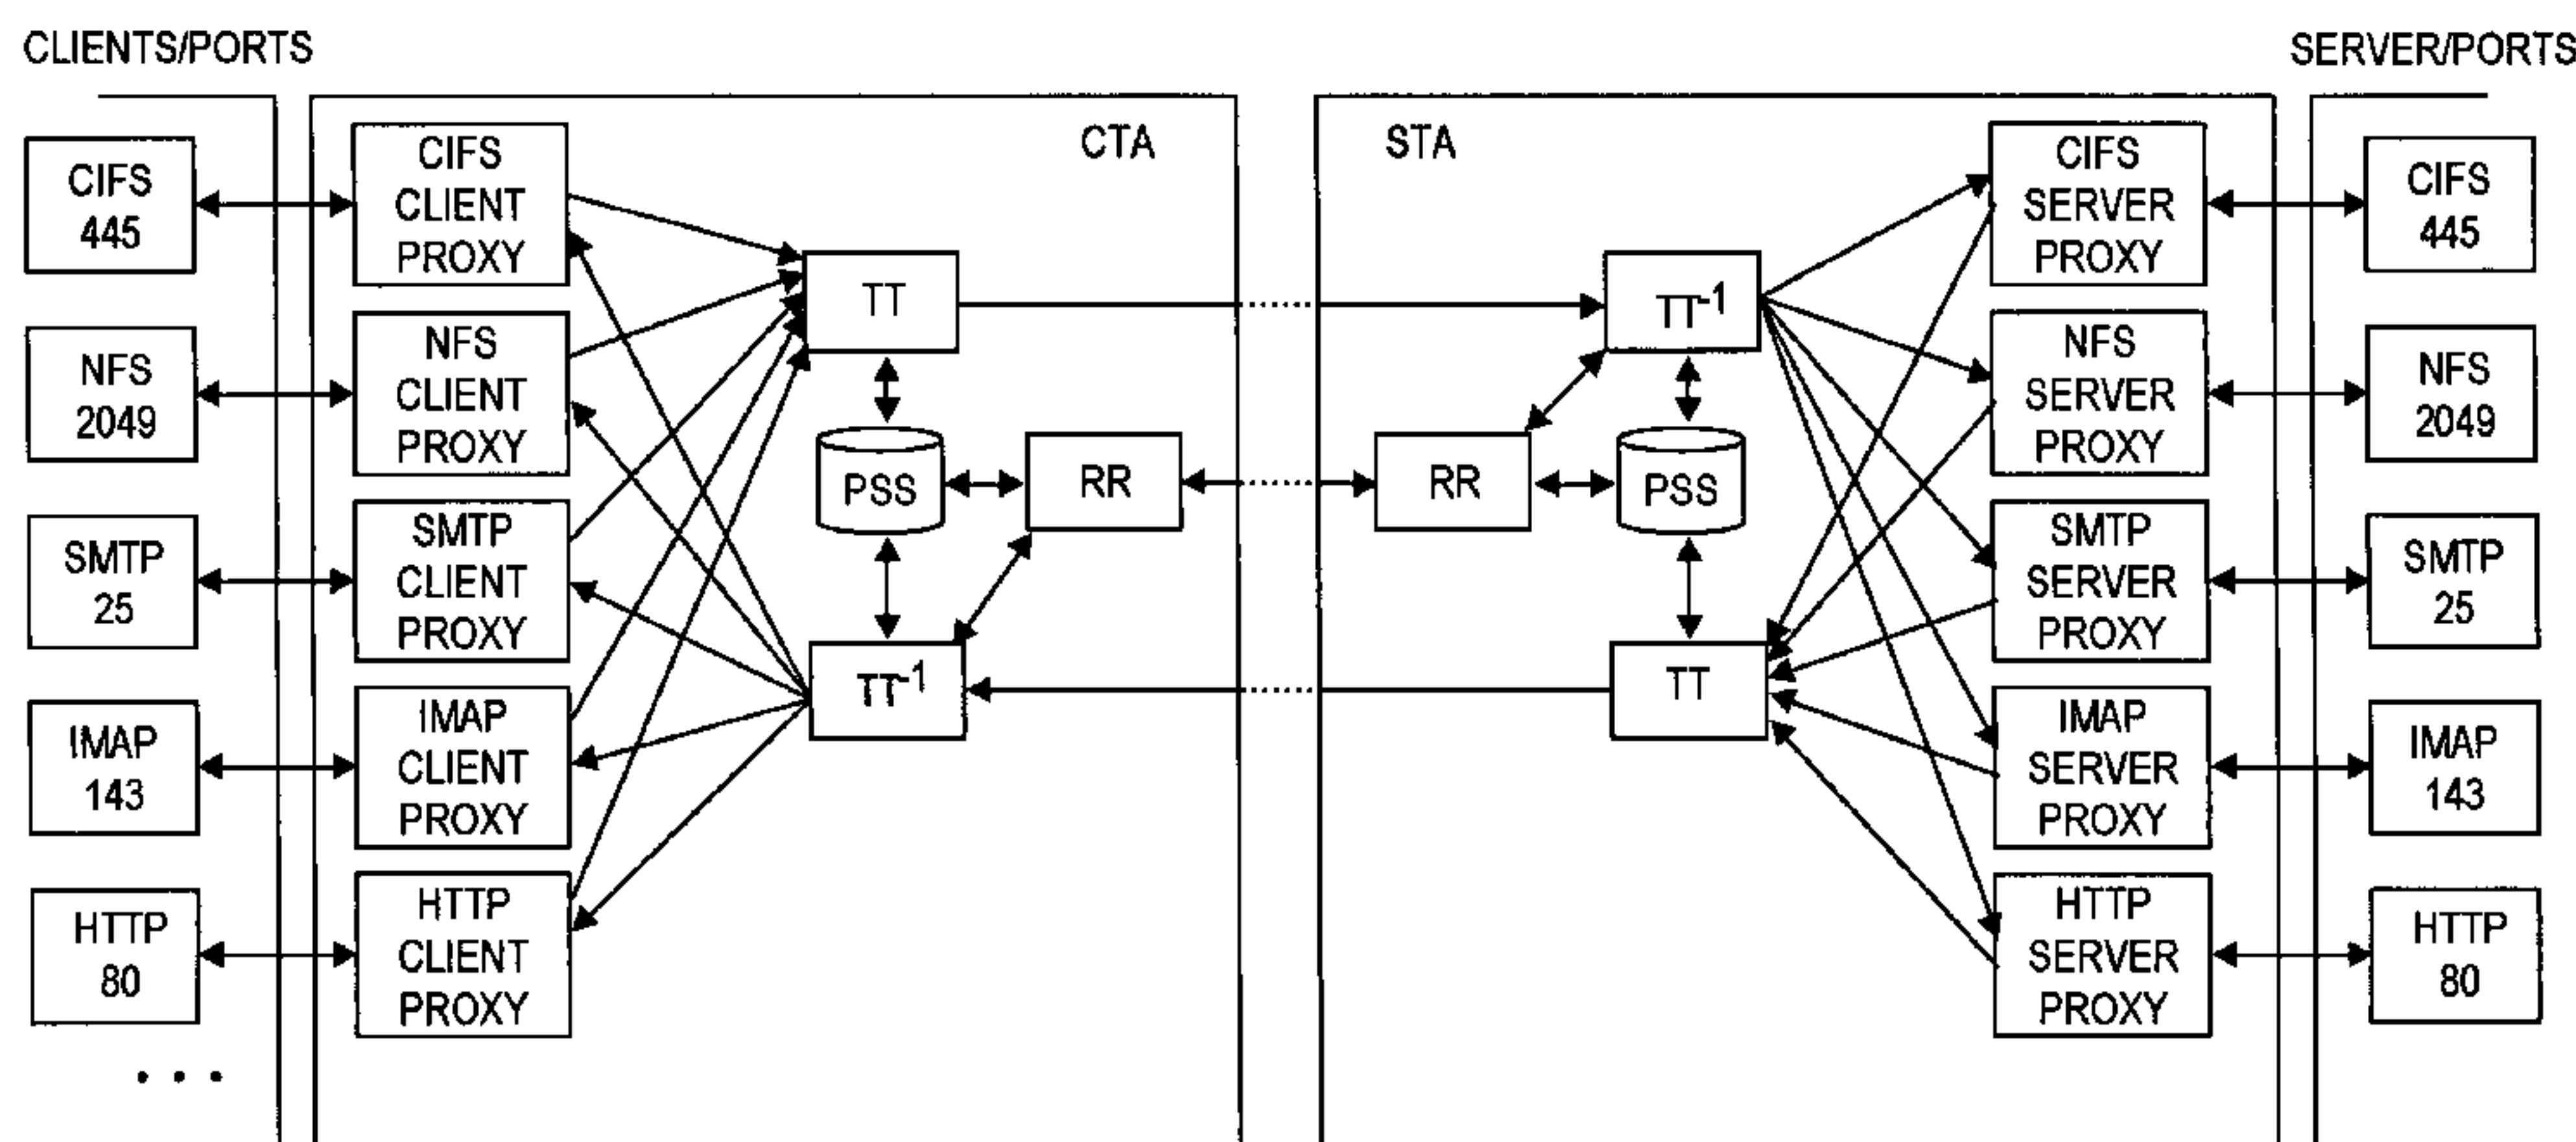 CLIENTS/PORTS
SERVER/PORTS
CIFS
445
NFS
2049
SMTP
25
IMAP
143
HTTP
80
...
CIFS
CLIENT
PROXY
NFS
CLIENT
PROXY
SMTP
CLIENT
PROXY
IMAP
CLIENT
PROXY
HTTP
CLIENT
PROXY
CTA
TT
PSS
RR
TT-1
STA
TT-1
RR
PSS
TT
CIFS
SERVER
PROXY
NFS
SERVER
PROXY
SMTP
SERVER
PROXY
IMAP
SERVER
PROXY
HTTP
SERVER
PROXY
CIFS
445
NFS
2049
SMTP
25
IMAP
143
HTTP
80